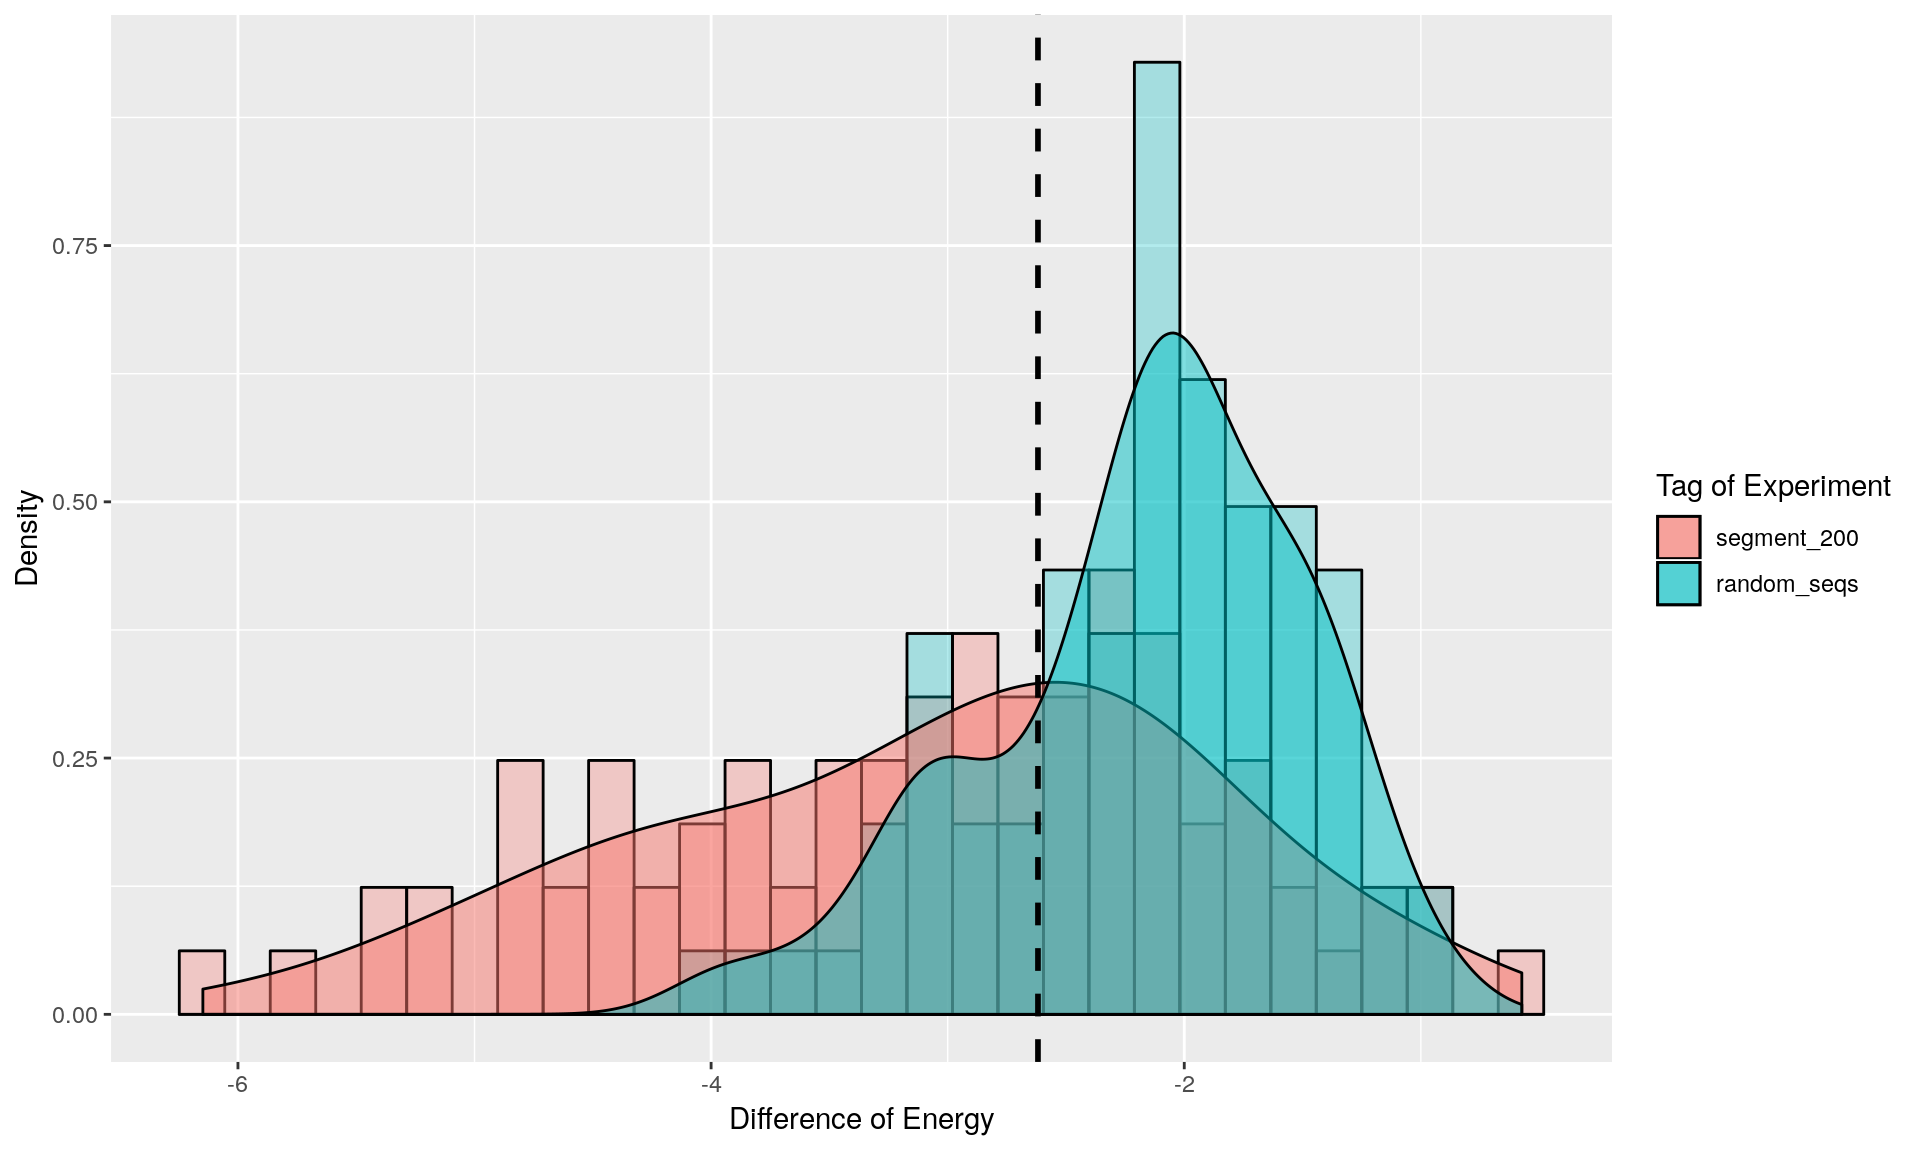 Density
0.75
0.50
0.25
0.00
-6
-4
-2
Difference of Energy
Tag of Experiment
segment_200
random_seqs